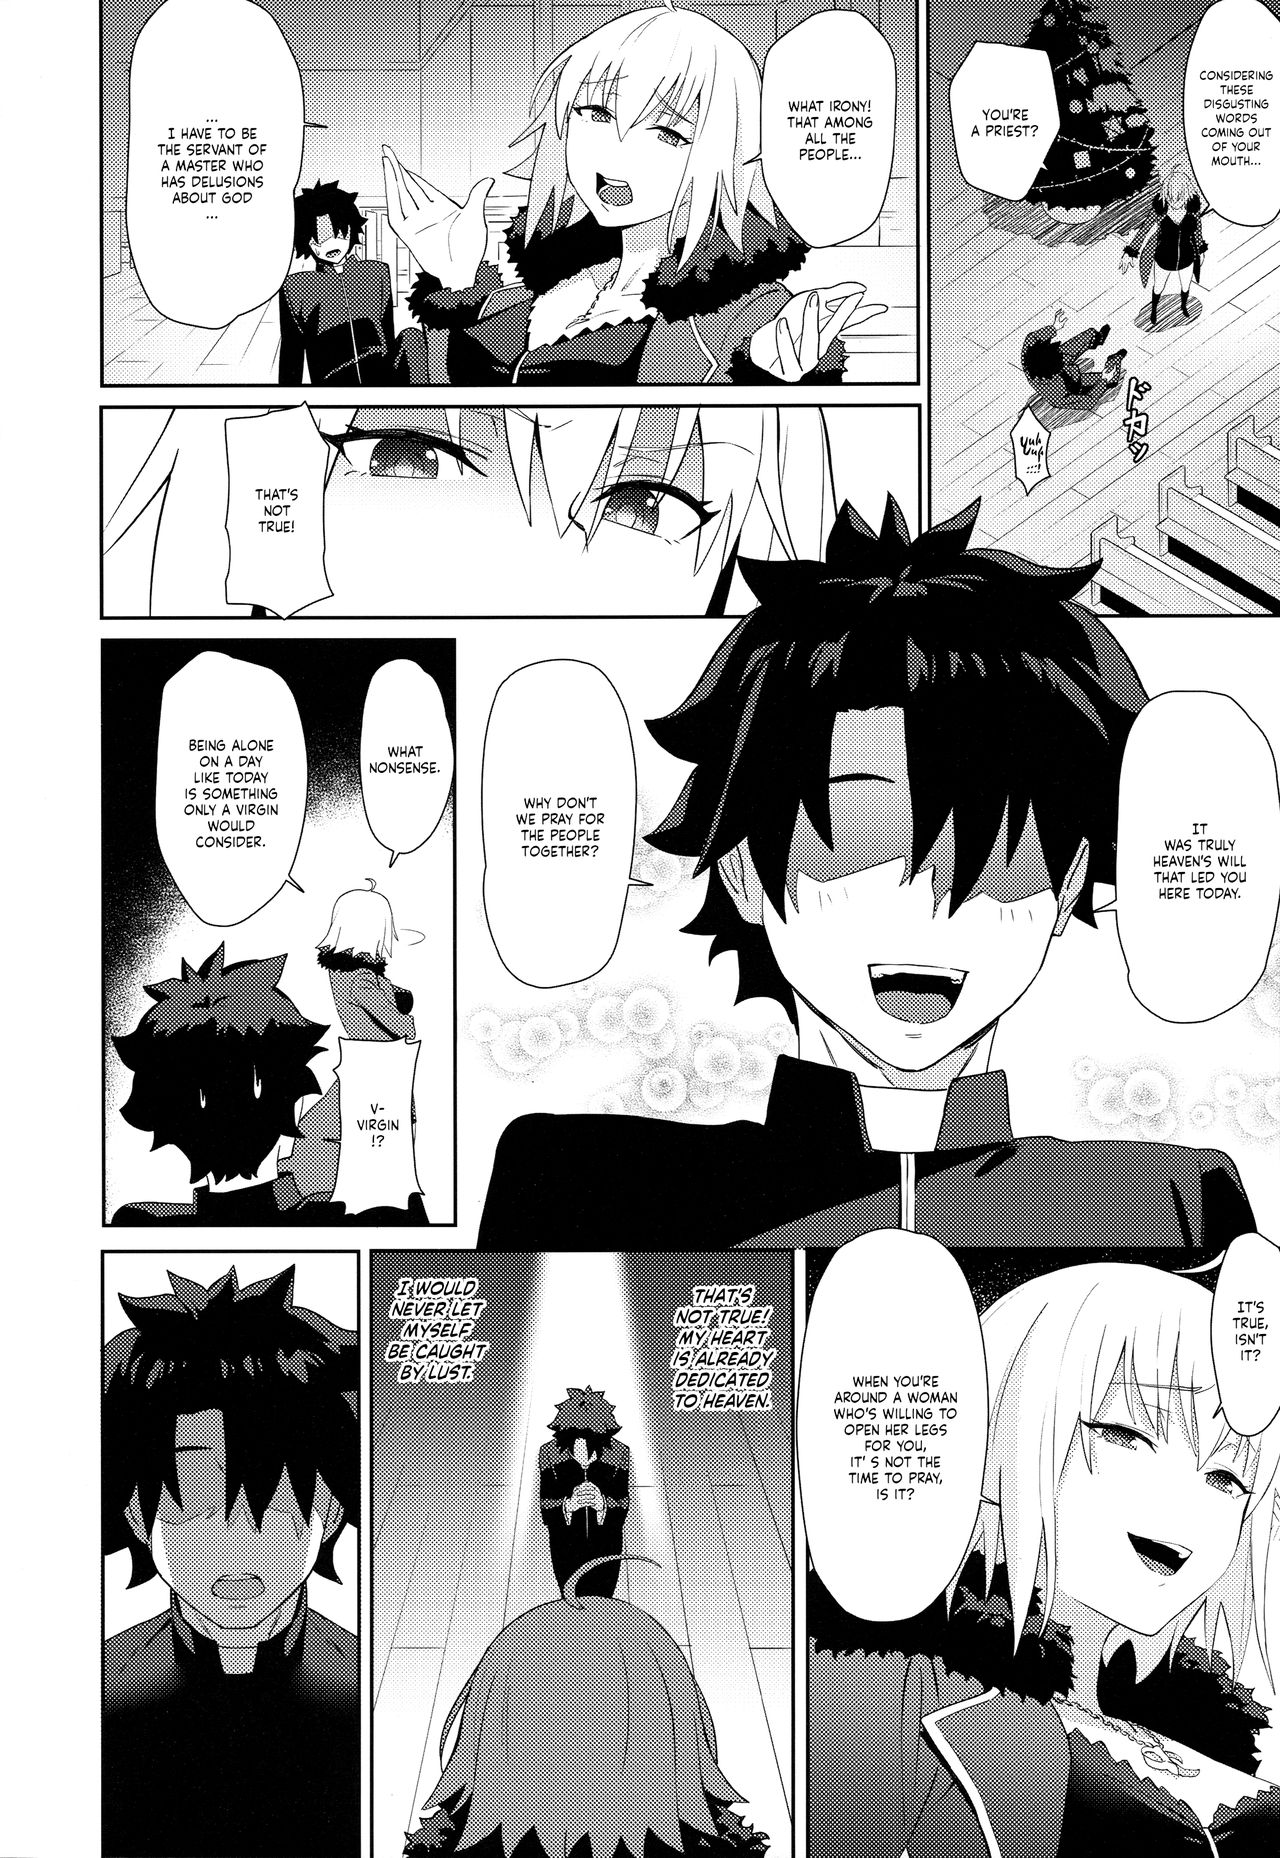 CONSIDERING
THESE
DISGUSTING
WORDS
COMING OUT
OF YOUR
MOUTH...
YOU'RE
A PRIEST?
Yuh
Yup
...!
ドカッ
WHAT IRONY!
THAT AMONG
ALL THE
PEOPLE...
...
I HAVE TO BE
THE SERVANT OF
A MASTER WHO
HAS DELUSIONS
ABOUT GOD
...
THAT'S
NOT
TRUE!
IT
WAS TRULY
HEAVEN'S WILL
THAT LED YOU
HERE TODAY.
WHY DON'T
WE PRAY FOR
THE PEOPLE
TOGETHER?
WHAT
NONSENSE.
BEING ALONE
ON A DAY
LIKE TODAY
IS SOMETHING
ONLY A VIRGIN
WOULD
CONSIDER.
V-
VIRGIN
!?
IT'S
TRUE,
ISN'T
IT?
WHEN YOU'RE
AROUND A WOMAN
WHO'S WILLING TO
OPEN HER LEGS
FOR YOU,
IT' S NOT THE
TIME TO PRAY,
IS IT?
THAT'S
NOT TRUE!
MY HEART
IS ALREADY
DEDICATED
TO HEAVEN.
I WOULD
NEVER LET
MYSELF
BE CAUGHT
BY LUST.